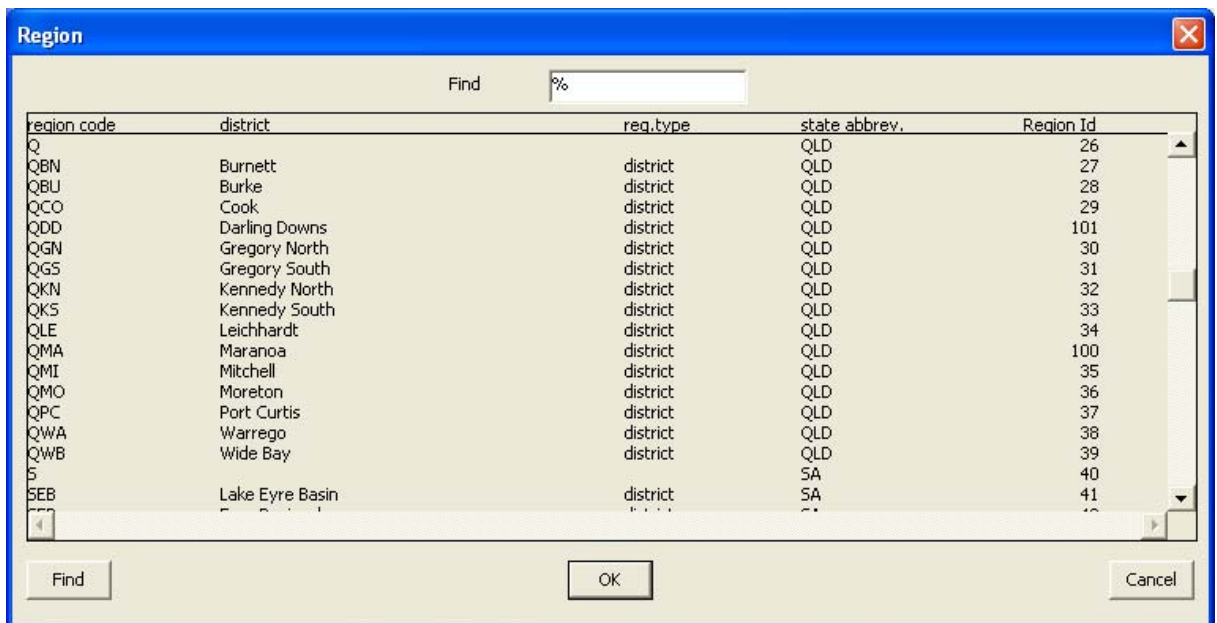 Region
Find %
region code district reg.type state abbrev. Region Id
Q QLD 26
QBN Burnett district QLD 27
QBU Burke district QLD 28
QCO Cook district QLD 29
QDD Darling Downs district QLD 101
QGN Gregory North district QLD 30
QGS Gregory South district QLD 31
QKN Kennedy North district QLD 32
QKS Kennedy South district QLD 33
QLE Leichhardt district QLD 34
QMA Maranoa district QLD 100
QMI Mitchell district QLD 35
QMO Moreton district QLD 36
QPC Port Curtis district QLD 37
QWA Warrego district QLD 38
QWB Wide Bay district QLD 39
S SA 40
SEB Lake Eyre Basin district SA 41
Find OK Cancel